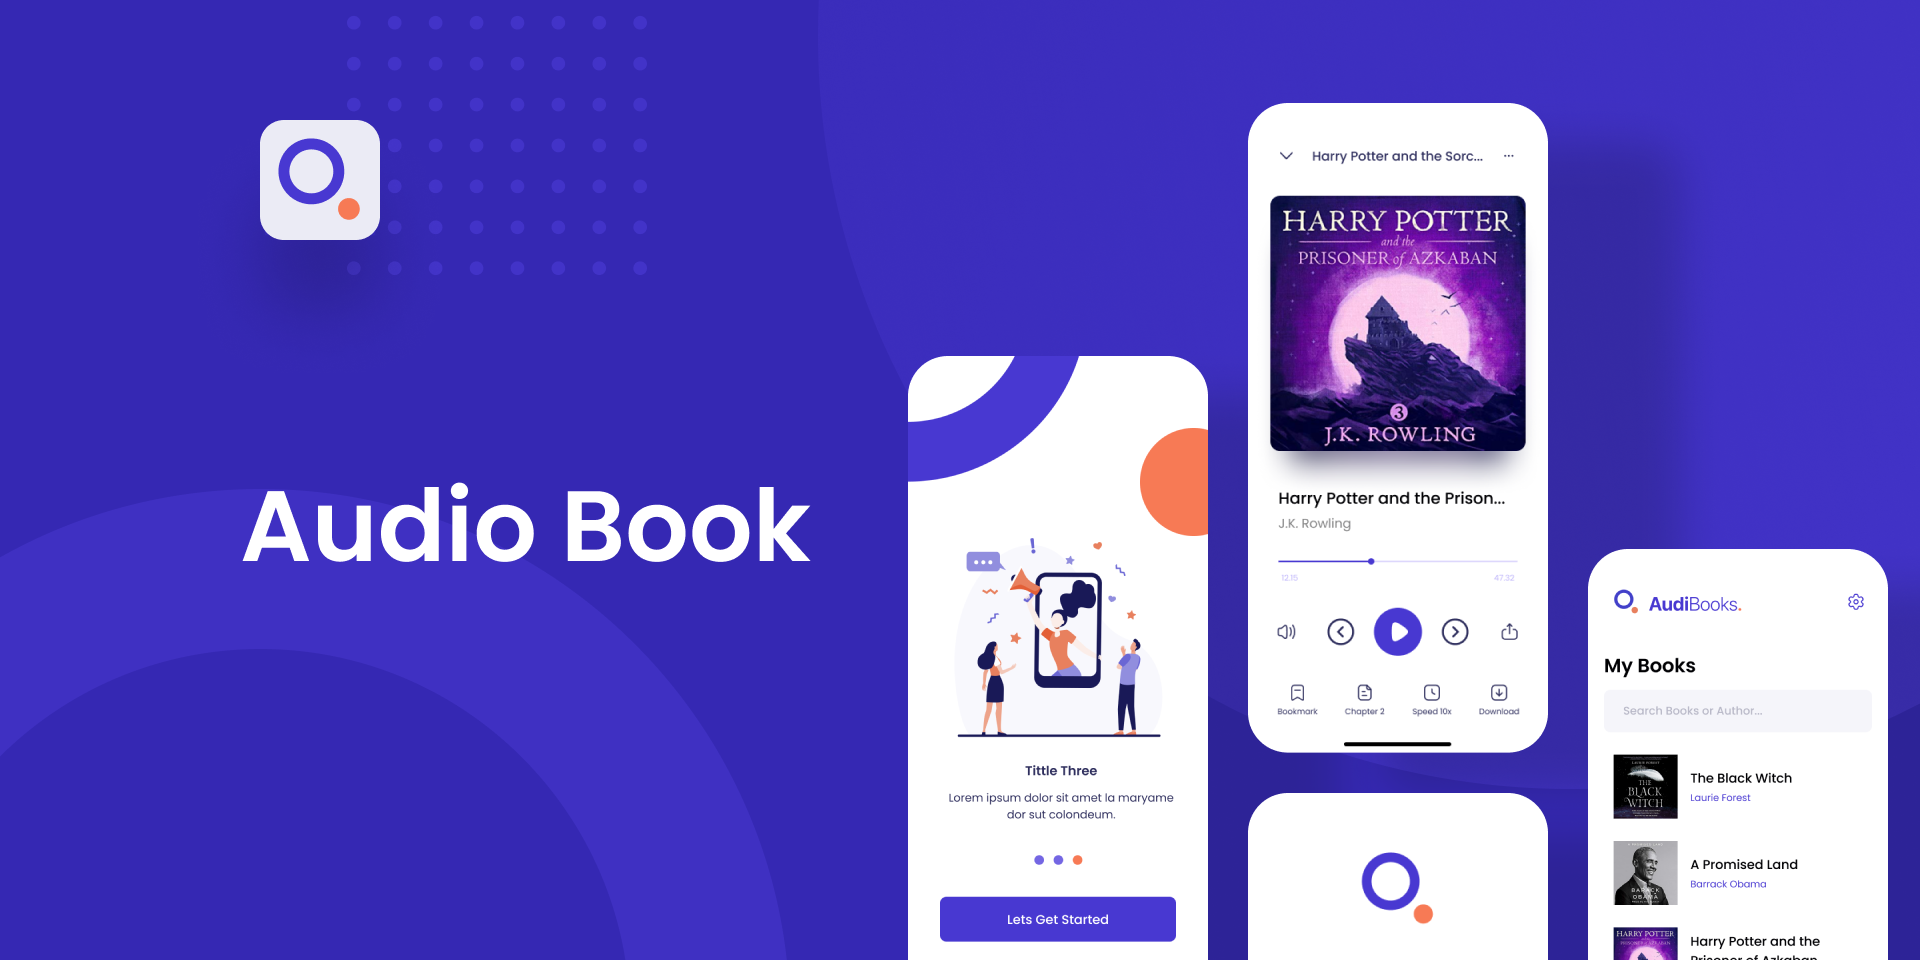 Audio Book
Tittle Three
Lorem ipsum dolor sit amet la maryame
dor sut colondeum.
Lets Get Started
Harry Potter and the Sorc...
HARRY POTTER
and the
PRISONER of AZKABAN
3
J.K. ROWLING
Harry Potter and the Prison...
J.K. Rowling
12.15
47.32
Bookmark
Chapter 2
Speed 10x
Download
AudiBooks.
My Books
Search Books or Author...
THE
BLACK
WITCH
The Black Witch
Laurie Forest
BARACK
OBAMA
A Promised Land
Barrack Obama
HARRY POTTER
Harry Potter and the
Prisoner of Azkaban